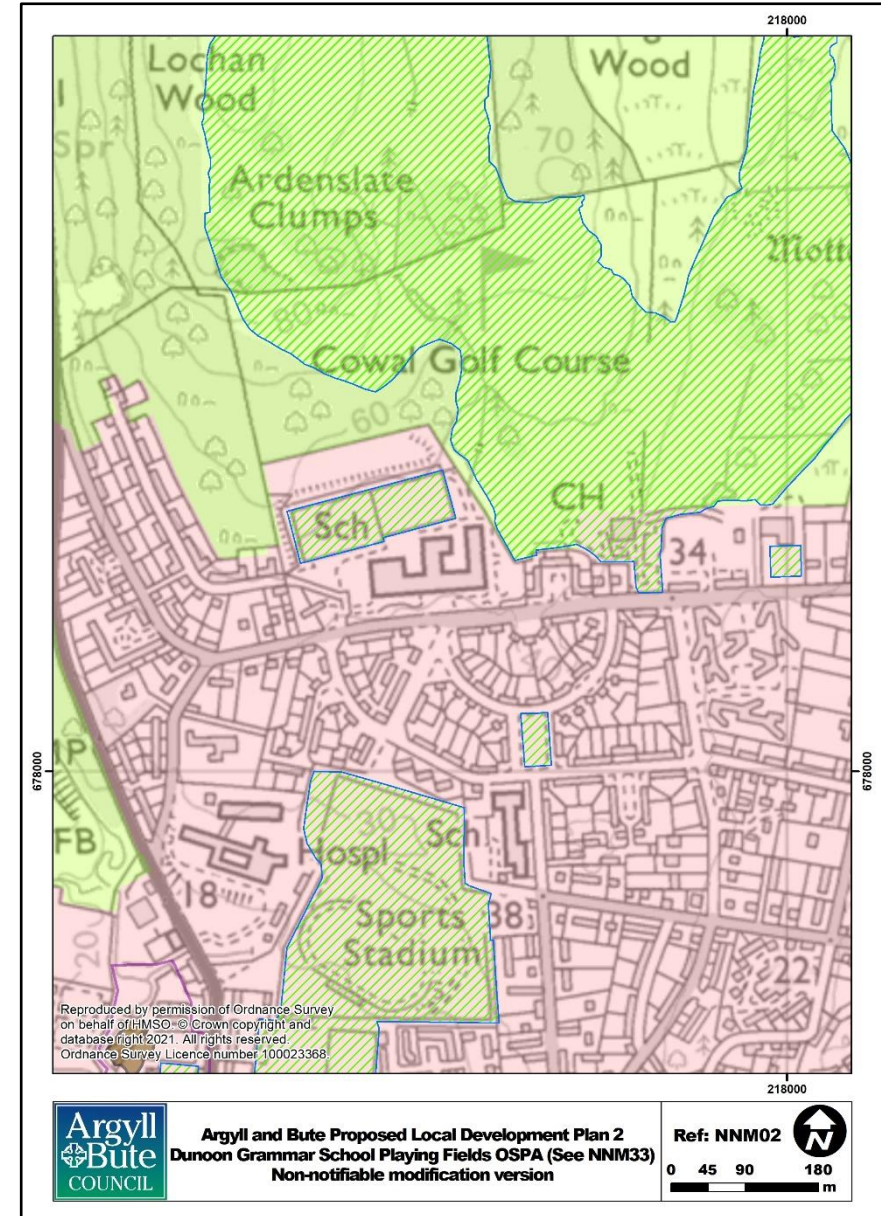 218000
Lochan
Wood
Wood
Spr
70
Ardenslate
Clumps
Mott
80
Cowal Golf Course
60
CH
Sch
34
678000
678000
FB
30
Sch
Hospl
18
Sports
Stadium
38
20
22
Reproduced by permission of Ordnance Survey
on behalf of HMSO. © Crown copyright and
database right 2021. All rights reserved.
Ordnance Survey Licence number 100023368.
218000
Argyll
&Bute
COUNCIL
Argyll and Bute Proposed Local Development Plan 2
Dunoon Grammar School Playing Fields OSPA (See NNM33)
Non-notifiable modification version
Ref: NNM02
N
0 45 90 180
m